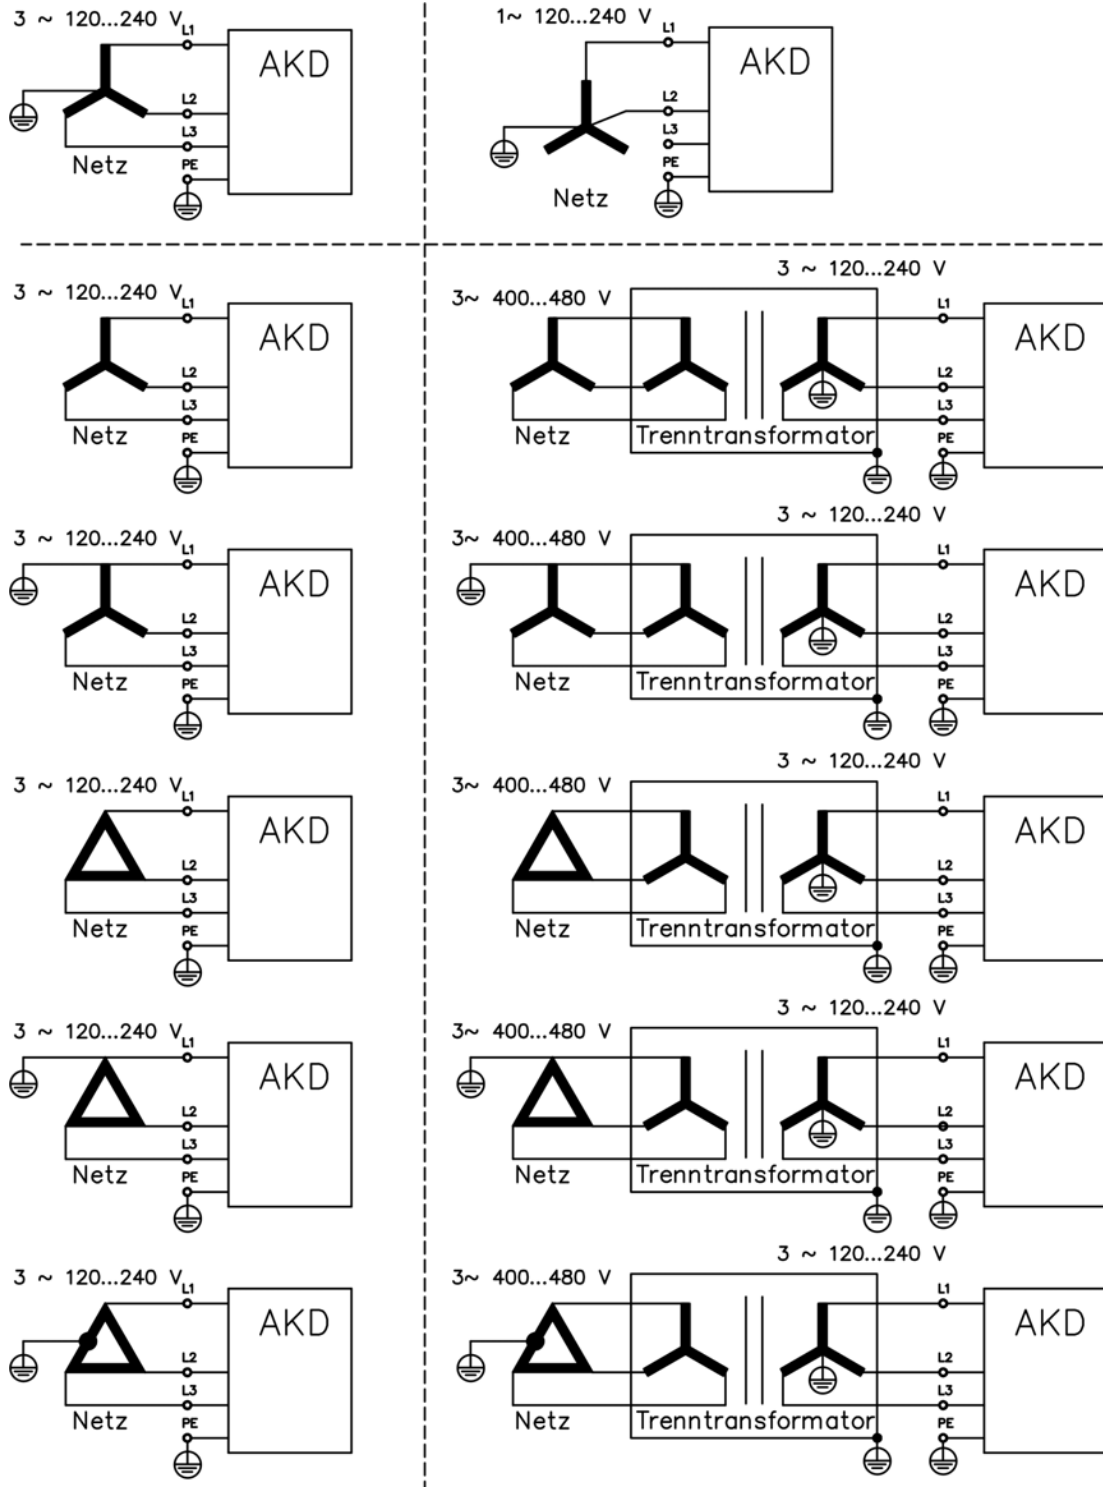 3 ~ 120...240 V
L1
AKD
L2
L3
Netz
PE
1~ 120...240 V
L1
AKD
L2
L3
PE
Netz
3 ~ 120...240 V
L1
AKD
L2
L3
Netz
PE
3 ~ 120...240 V
3~ 400...480 V
L1
AKD
L2
L3
Netz
Trenntransformator
PE
3 ~ 120...240 V
L1
AKD
L2
L3
Netz
PE
3 ~ 120...240 V
3~ 400...480 V
L1
AKD
L2
L3
Netz
Trenntransformator
PE
3 ~ 120...240 V
L1
AKD
L2
L3
Netz
PE
3 ~ 120...240 V
3~ 400...480 V
L1
AKD
L2
L3
Netz
Trenntransformator
PE
3 ~ 120...240 V
L1
AKD
L2
L3
Netz
PE
3 ~ 120...240 V
3~ 400...480 V
L1
AKD
L2
L3
Netz
Trenntransformator
PE
3 ~ 120...240 V
L1
AKD
L2
L3
Netz
PE
3 ~ 120...240 V
3~ 400...480 V
L1
AKD
L2
L3
Netz
Trenntransformator
PE